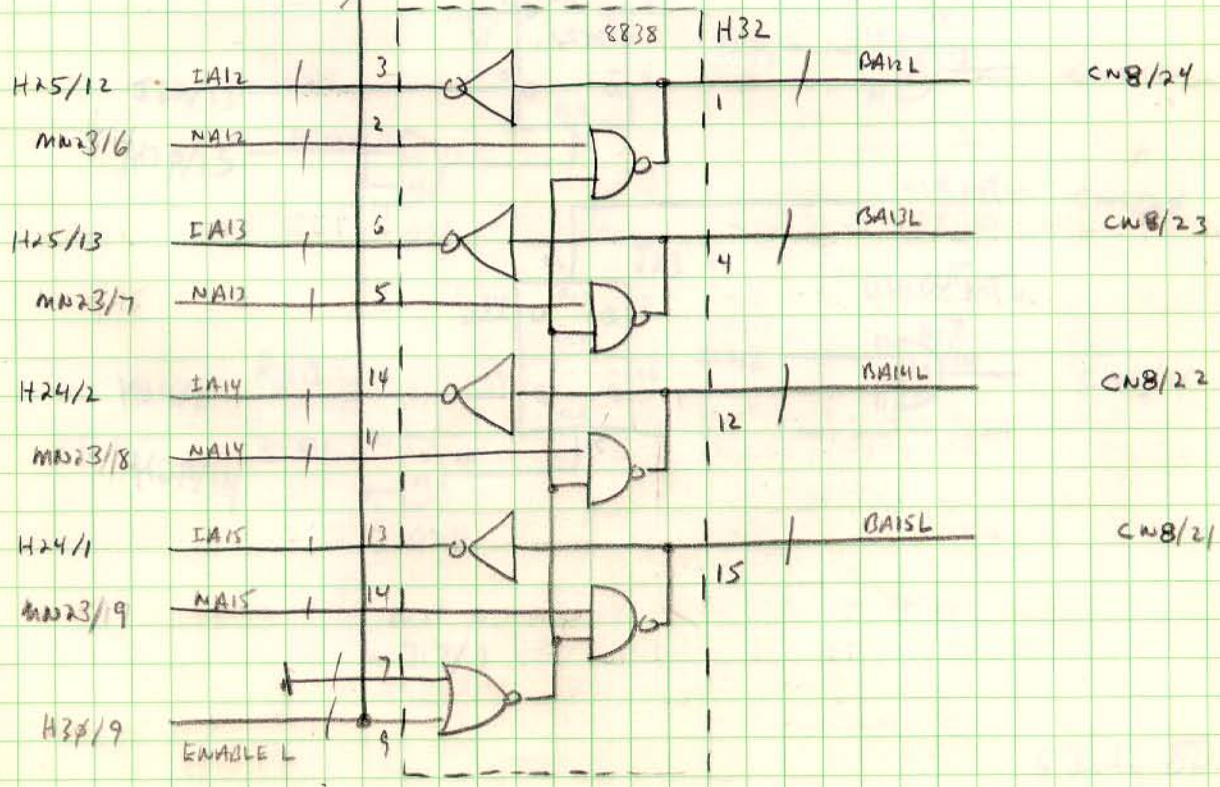 8838 H32
H25/12 IA12 3 1 BA12L CN8/24
MN23/6 NA12 2
H25/13 IA13 6 4 BA13L CN8/23
MN23/7 NA13 5
H24/2 IA14 14 12 BA14L CN8/22
MN23/18 NA14 11
H24/1 IA15 13 15 BA15L CN8/21
MN23/19 NA15 14
7
H30/9 ENABLE L 9